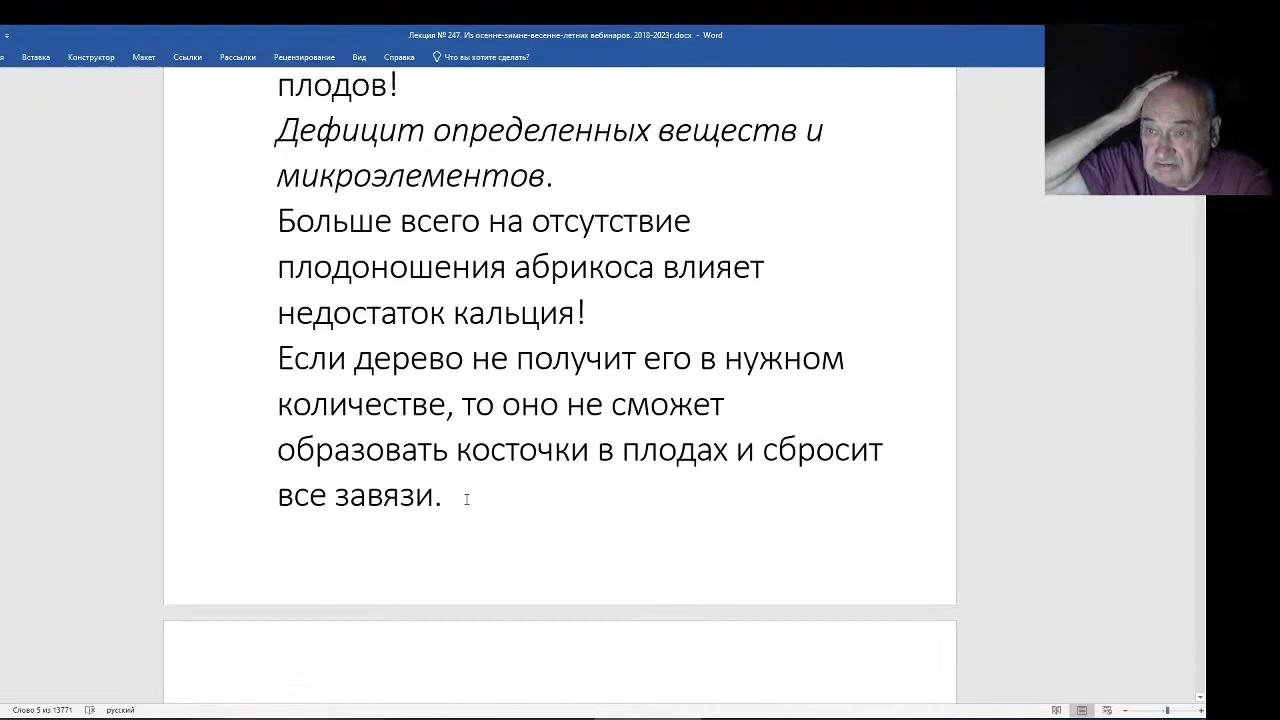 Лекция № 247. Из осенне-зимне-весенне-летних вебинаров. 2018-2023г.docx - Word
Вставка Конструктор Макет Ссылки Рассылки Рецензирование Вид Справка Что вы хотите сделать?
плодов!
Дефицит определенных веществ и
микроэлементов.
Больше всего на отсутствие
плодоношения абрикоса влияет
недостаток кальция!
Если дерево не получит его в нужном
количестве, то оно не сможет
образовать косточки в плодах и сбросит
все завязи.
Слово 5 из 13771 русский